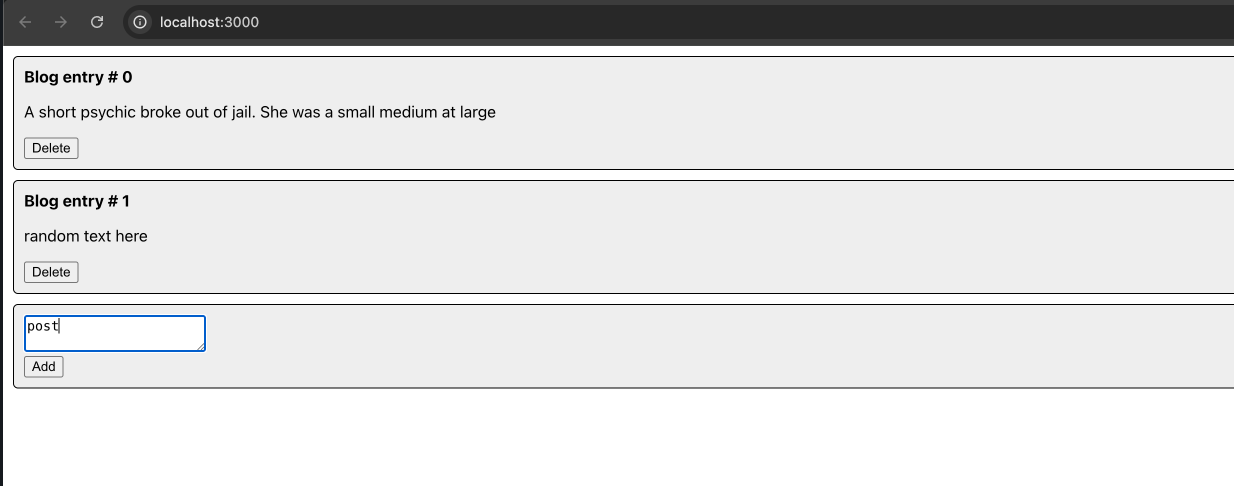 localhost:3000
Blog entry # 0
A short psychic broke out of jail. She was a small medium at large
Delete
Blog entry # 1
random text here
Delete
post
Add